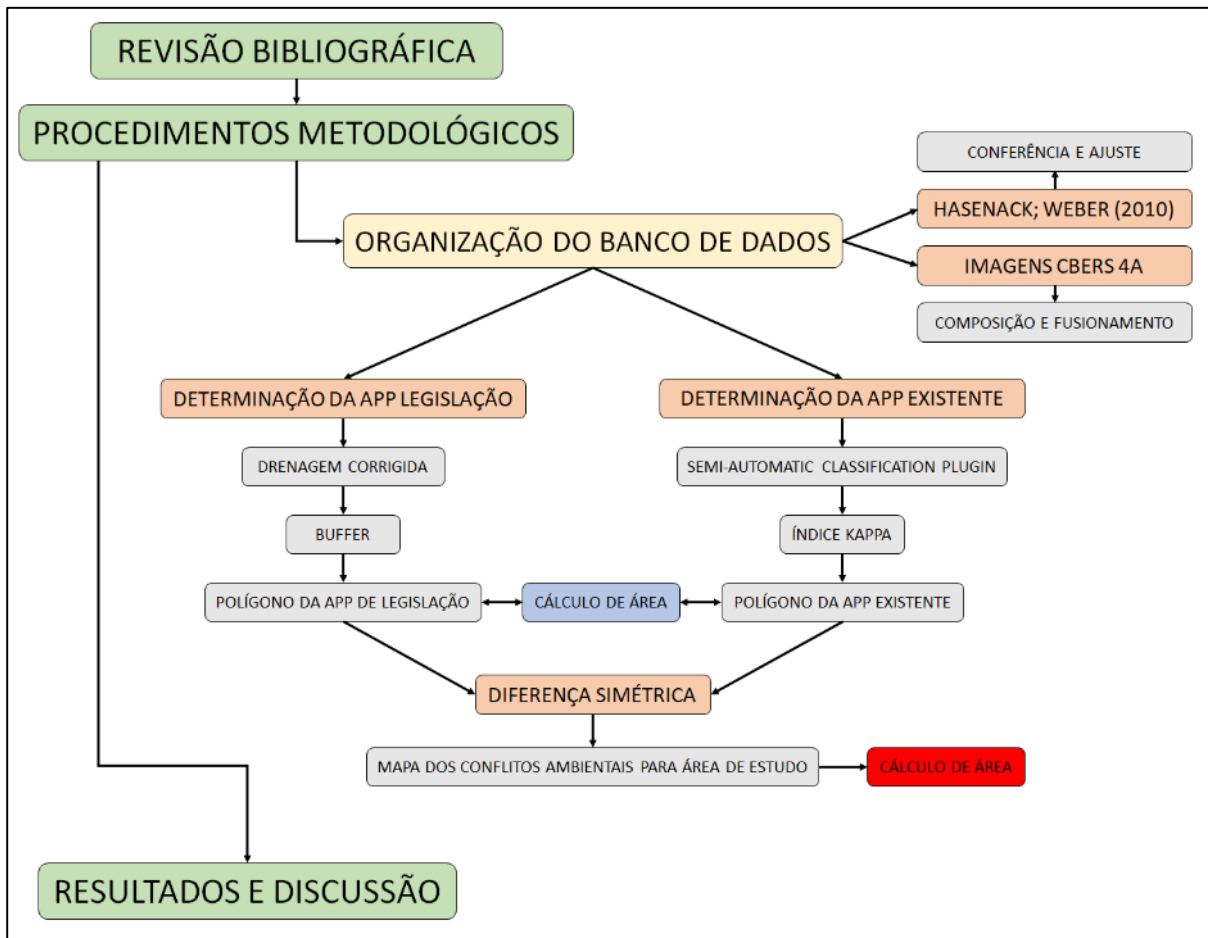 REVISÃO BIBLIOGRÁFICA
PROCEDIMENTOS METODOLÓGICOS
CONFERÊNCIA E AJUSTE
HASENACK; WEBER (2010)
ORGANIZAÇÃO DO BANCO DE DADOS
IMAGENS CBERS 4A
COMPOSIÇÃO E FUSIONAMENTO
DETERMINAÇÃO DA APP LEGISLAÇÃO
DETERMINAÇÃO DA APP EXISTENTE
DRENAGEM CORRIGIDA
SEMI-AUTOMATIC CLASSIFICATION PLUGIN
BUFFER
ÍNDICE KAPPA
POLÍGONO DA APP DE LEGISLAÇÃO
CÁLCULO DE ÁREA
POLÍGONO DA APP EXISTENTE
DIFERENÇA SIMÉTRICA
MAPA DOS CONFLITOS AMBIENTAIS PARA ÁREA DE ESTUDO
CÁLCULO DE ÁREA
RESULTADOS E DISCUSSÃO